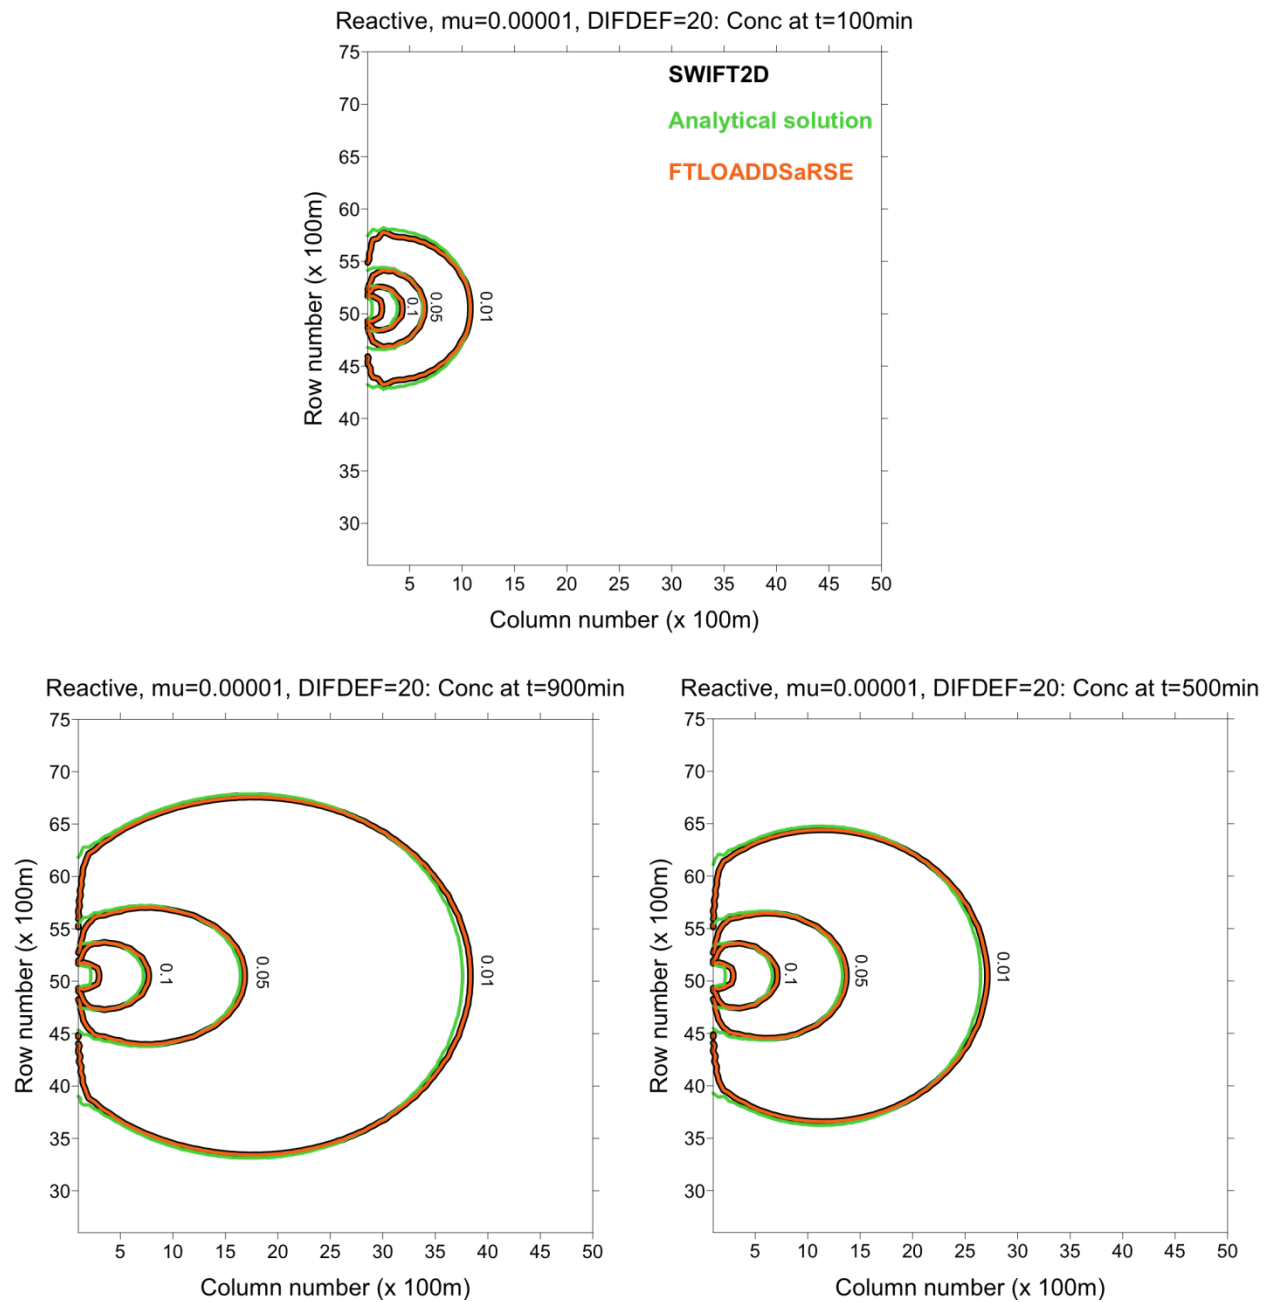 Reactive, mu=0.00001, DIFDEF=20: Conc at t=100min
SWIFT2D
Analytical solution
FTLOADDSaRSE
75
70
65
60
55
50
45
40
35
30
Row number (x 100m)
0.1
0.05
0.01
5 10 15 20 25 30 35 40 45 50
Column number (x 100m)
Reactive, mu=0.00001, DIFDEF=20: Conc at t=900min
75
70
65
60
55
50
45
40
35
30
Row number (x 100m)
0.1
0.05
0.01
5 10 15 20 25 30 35 40 45 50
Column number (x 100m)
Reactive, mu=0.00001, DIFDEF=20: Conc at t=500min
75
70
65
60
55
50
45
40
35
30
Row number (x 100m)
0.1
0.05
0.01
5 10 15 20 25 30 35 40 45 50
Column number (x 100m)